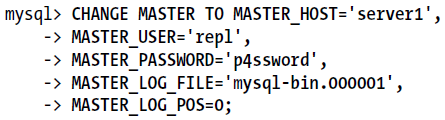 mysql> CHANGE MASTER TO MASTER_HOST='server1',
    -> MASTER_USER='repl',
    -> MASTER_PASSWORD='p4ssword',
    -> MASTER_LOG_FILE='mysql-bin.000001',
    -> MASTER_LOG_POS=0;